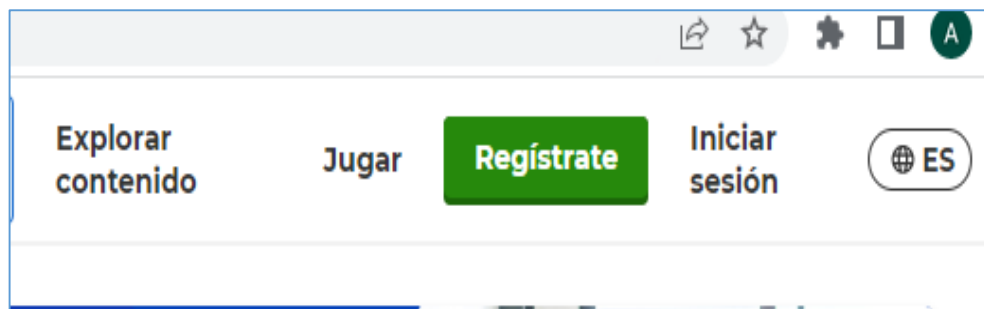 A
Explorar
contenido
Jugar
Regístrate
Iniciar
sesión
ES